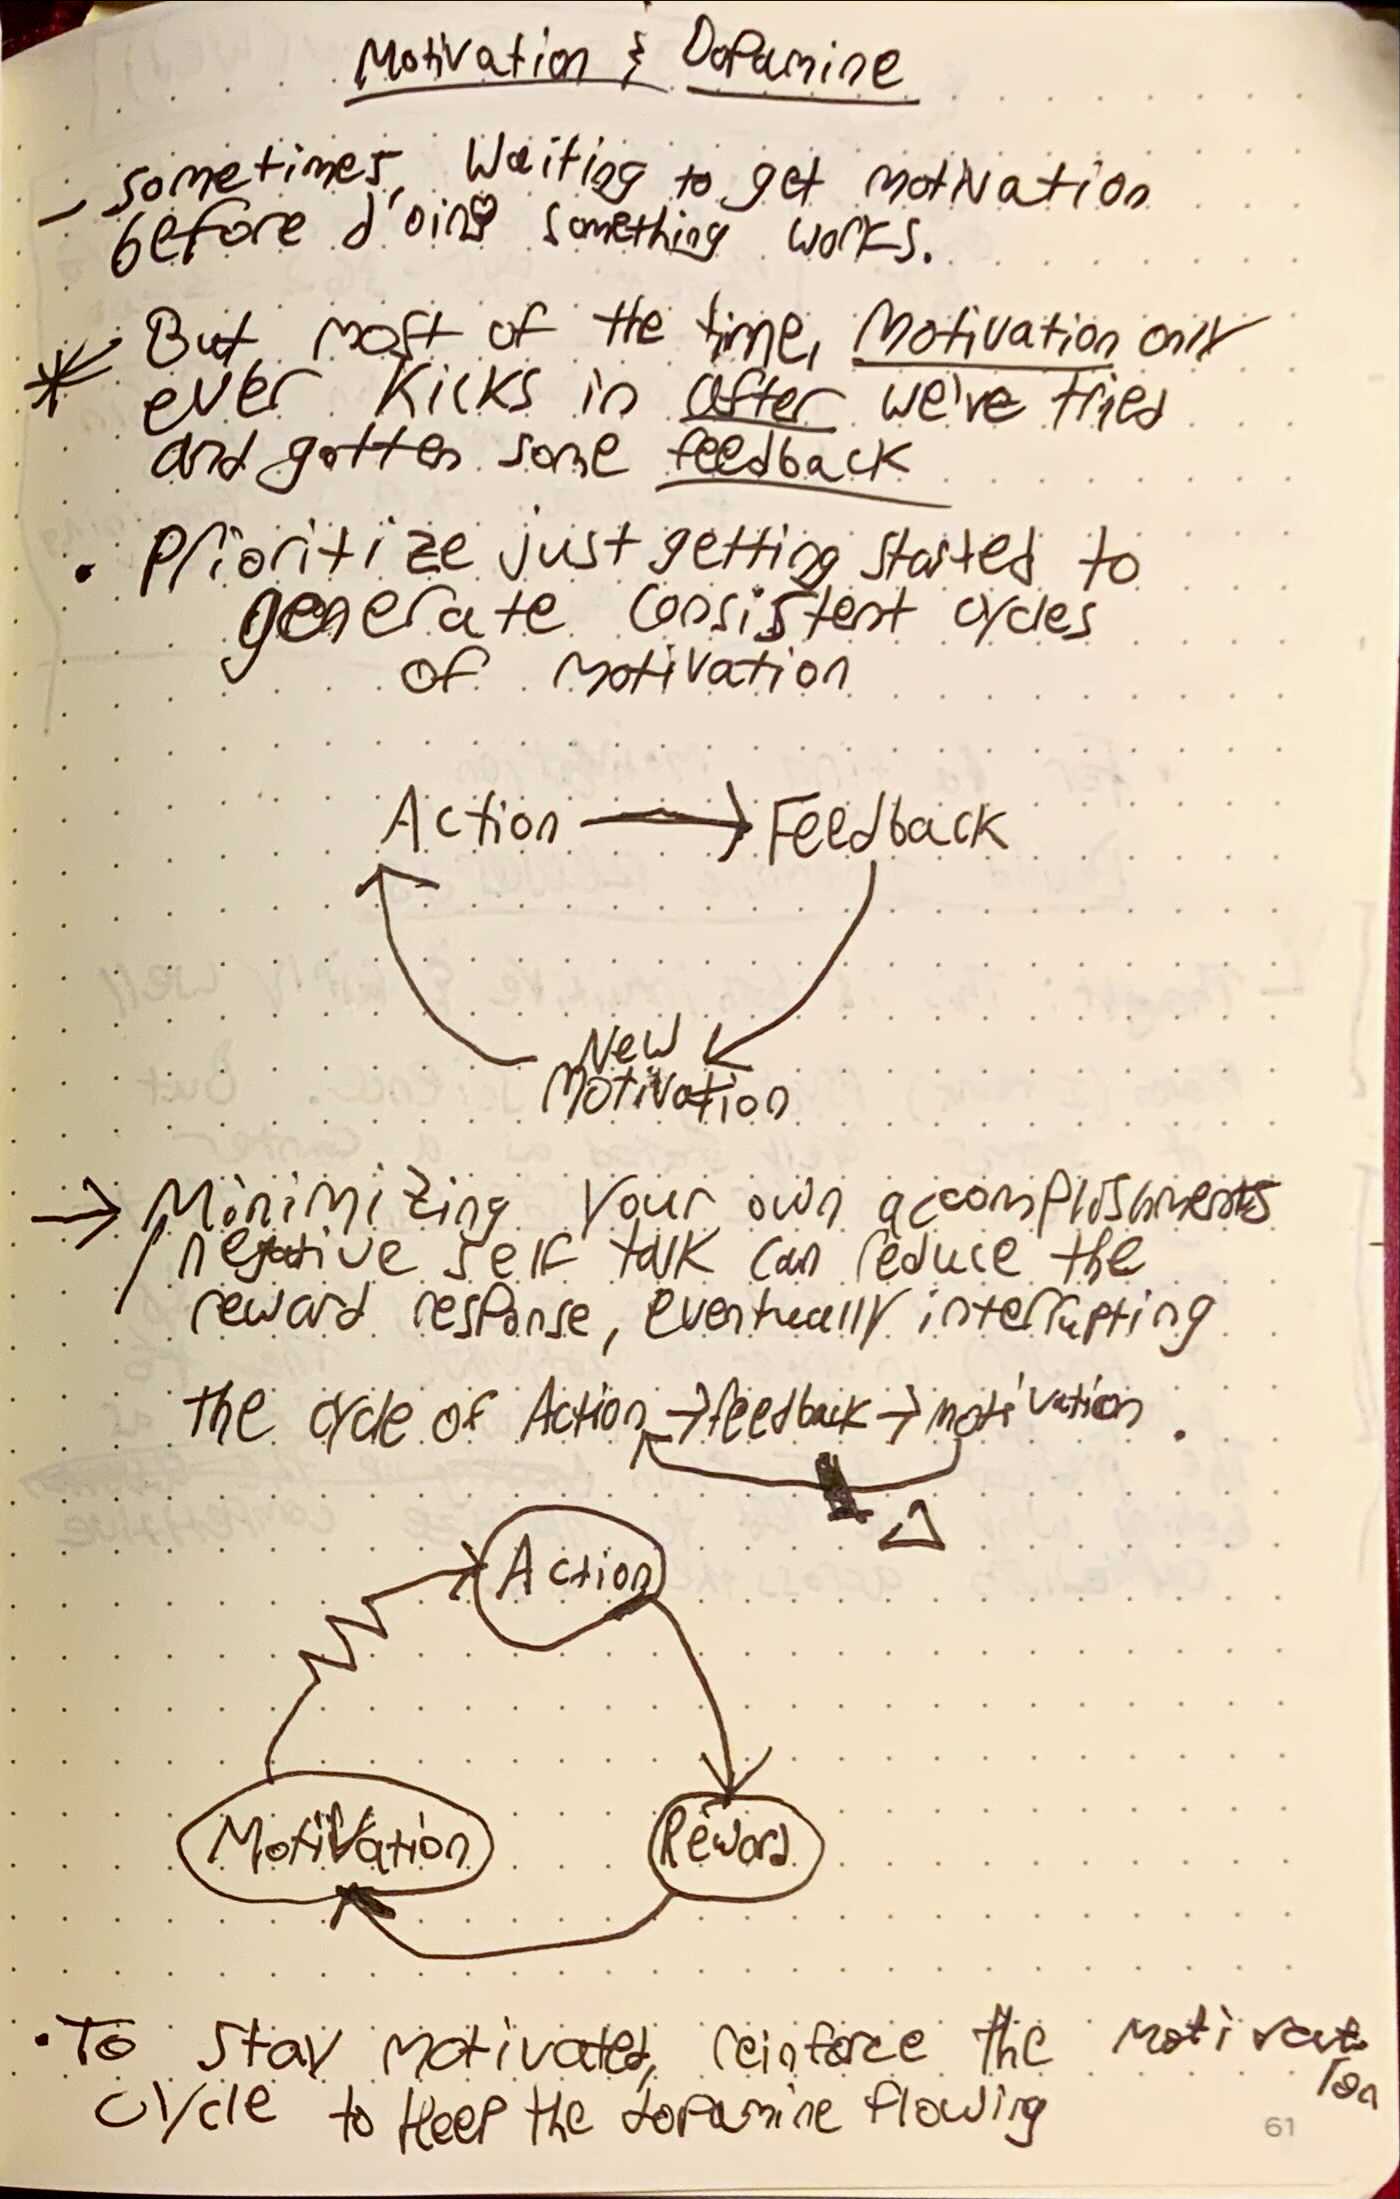 Motivation & Dopamine
- sometimes, waiting to get motivation
before doing something works.
* But most of the time, Motivation only
ever kicks in after we've tried
and gotten some feedback
• Prioritize just getting started to
generate consistent cycles
of motivation
Action → Feedback
New
Motivation
→ Minimizing your own accomplishments
/ negative self talk can reduce the
reward response, eventually interrupting
the cycle of Action → feedback → motivation.
Action
Motivation
Reward
• To stay motivated, reinforce the motivation
cycle to keep the dopamine flowing
61